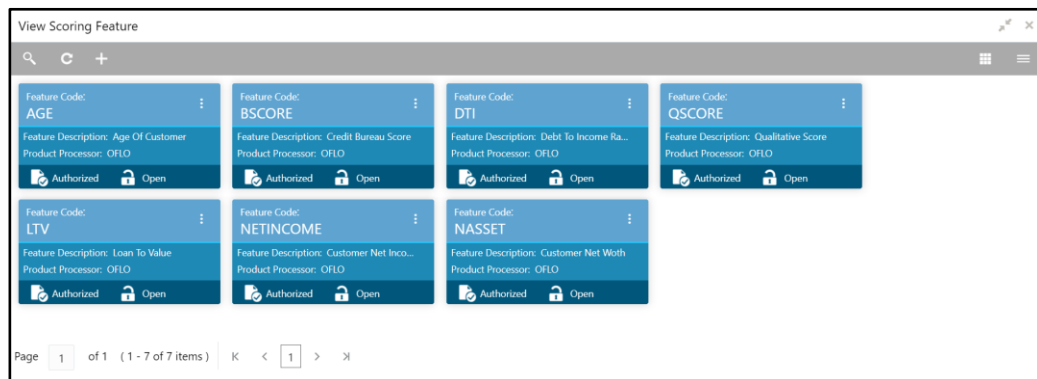 View Scoring Feature
Feature Code:
AGE
Feature Description: Age Of Customer
Product Processor: OFLO
Authorized Open
Feature Code:
BSCORE
Feature Description: Credit Bureau Score
Product Processor: OFLO
Authorized Open
Feature Code:
DTI
Feature Description: Debt To Income Ra...
Product Processor: OFLO
Authorized Open
Feature Code:
QSCORE
Feature Description: Qualitative Score
Product Processor: OFLO
Authorized Open
Feature Code:
LTV
Feature Description: Loan To Value
Product Processor: OFLO
Authorized Open
Feature Code:
NETINCOME
Feature Description: Customer Net Inco...
Product Processor: OFLO
Authorized Open
Feature Code:
NASSET
Feature Description: Customer Net Woth
Product Processor: OFLO
Authorized Open
Page 1 of 1 ( 1 - 7 of 7 items ) 1